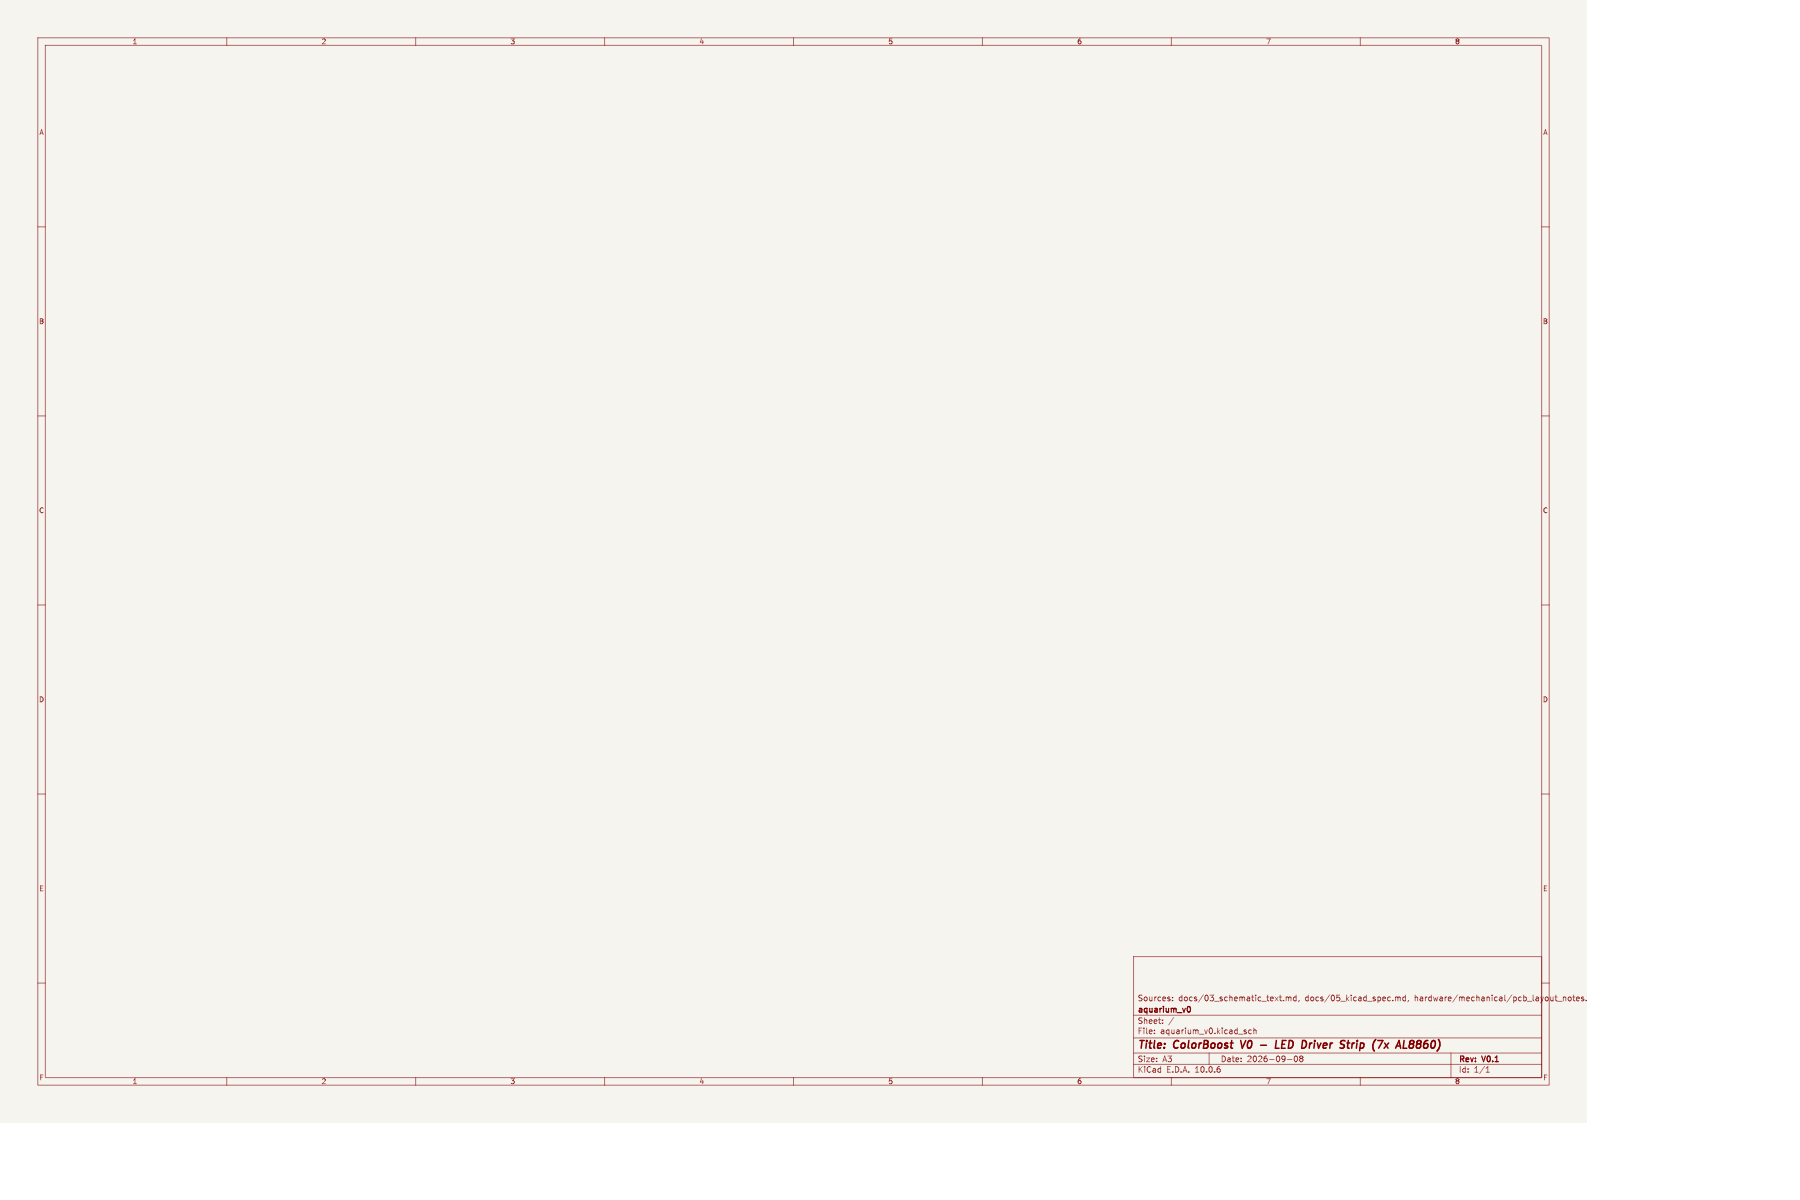 1 2 3 4 5 6 7 8
A A
B B
C C
D D
E E
Sources: docs/03_schematic_text.md, docs/05_kicad_spec.md, hardware/mechanical/pcb_layout_notes.
aquarium_v0
Sheet: /
File: aquarium_v0.kicad_sch
Title: ColorBoost V0 – LED Driver Strip (7x AL8860)
Size: A3 Date: 2026-09-08 Rev: V0.1
KiCad E.D.A. 10.0.6 Id: 1/1
F F
1 2 3 4 5 6 7 8